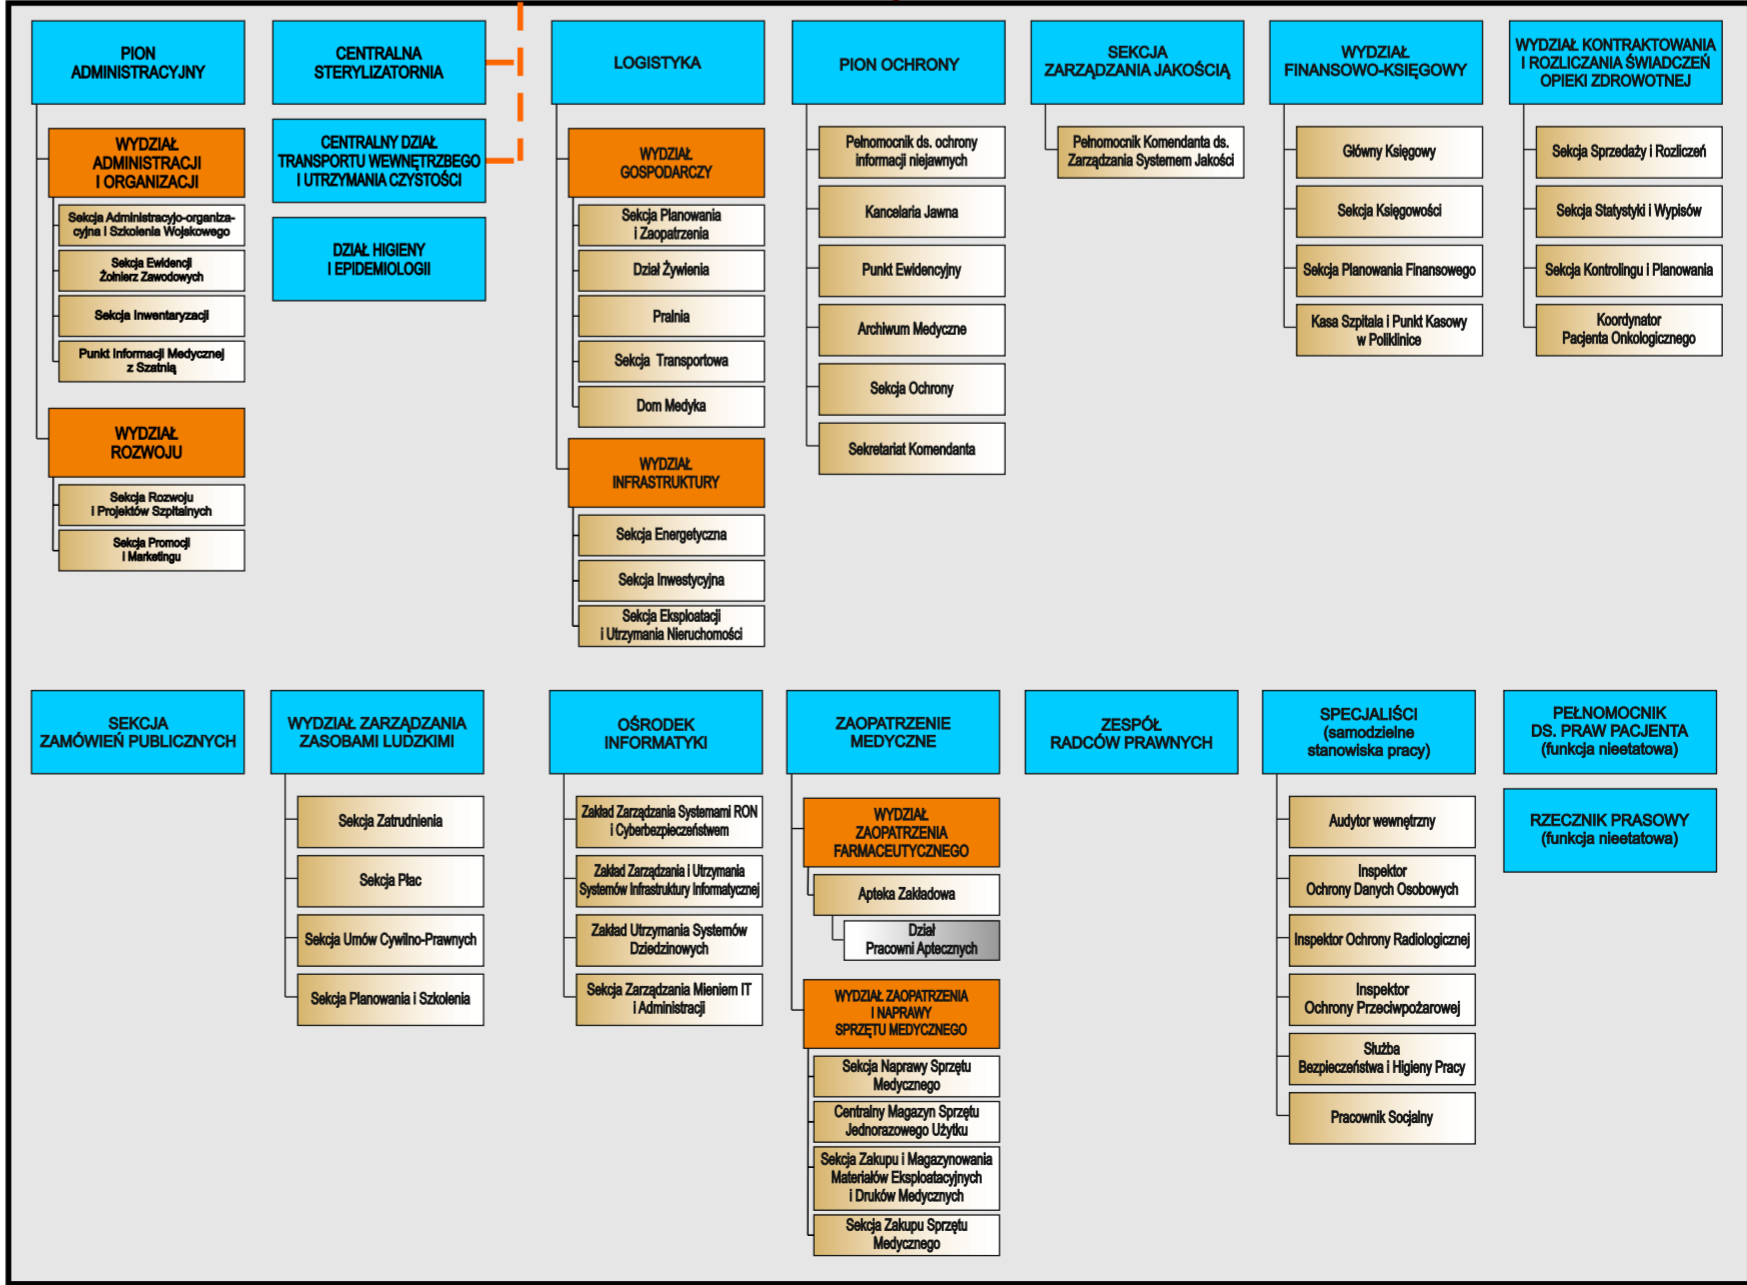 PION
ADMINISTRACYJNY
WYDZIAŁ
ADMINISTRACJI
I ORGANIZACJI
Sekcja Administracyjo-organiza-
cyjna i Szkolenia Wojskowego
Sekcja Ewidencji
Żołnierz Zawodowych
Sekcja Inwentaryzacji
Punkt Informacji Medycznej
z Szatnią
WYDZIAŁ
ROZWOJU
Sekcja Rozwoju
i Projektów Szpitalnych
Sekcja Promocji
i Marketingu
CENTRALNA
STERYLIZATORNIA
CENTRALNY DZIAŁ
TRANSPORTU WEWNĘTRZBEGO
I UTRZYMANIA CZYSTOŚCI
DZIAŁ HIGIENY
I EPIDEMIOLOGII
LOGISTYKA
WYDZIAŁ
GOSPODARCZY
Sekcja Planowania
i Zaopatrzenia
Dział Żywienia
Pralnia
Sekcja Transportowa
Dom Medyka
WYDZIAŁ
INFRASTRUKTURY
Sekcja Energetyczna
Sekcja Inwestycyjna
Sekcja Eksploatacji
i Utrzymania Nieruchomości
PION OCHRONY
Pełnomocnik ds. ochrony
informacji niejawnych
Kancelaria Jawna
Punkt Ewidencyjny
Archiwum Medyczne
Sekcja Ochrony
Sekretariat Komendanta
SEKCJA
ZARZĄDZANIA JAKOŚCIĄ
Pełnomocnik Komendanta ds.
Zarządzania Systemem Jakości
WYDZIAŁ
FINANSOWO-KSIĘGOWY
Główny Księgowy
Sekcja Księgowości
Sekcja Planowania Finansowego
Kasa Szpitala i Punkt Kasowy
w Poliklinice
WYDZIAŁ KONTRAKTOWANIA
I ROZLICZANIA ŚWIADCZEŃ
OPIEKI ZDROWOTNEJ
Sekcja Sprzedaży i Rozliczeń
Sekcja Statystyki i Wypisów
Sekcja Kontrolingu i Planowania
Koordynator
Pacjenta Onkologicznego
SEKCJA
ZAMÓWIEŃ PUBLICZNYCH
WYDZIAŁ ZARZĄDZANIA
ZASOBAMI LUDZKIMI
Sekcja Zatrudnienia
Sekcja Płac
Sekcja Umów Cywilno-Prawnych
Sekcja Planowania i Szkolenia
OŚRODEK
INFORMATYKI
Zakład Zarządzania Systemami RON
i Cyberbezpieczeństwem
Zakład Zarządzania i Utrzymania
Systemów Infrastruktury Informatycznej
Zakład Utrzymania Systemów
Dziedzinowych
Sekcja Zarządzania Mieniem IT
i Administracji
ZAOPATRZENIE
MEDYCZNE
WYDZIAŁ
ZAOPATRZENIA
FARMACEUTYCZNEGO
Apteka Zakładowa
Dział
Pracowni Aptecznych
WYDZIAŁ ZAOPATRZENIA
I NAPRAWY
SPRZĘTU MEDYCZNEGO
Sekcja Naprawy Sprzętu
Medycznego
Centralny Magazyn Sprzętu
Jednorazowego Użytku
Sekcja Zakupu i Magazynowania
Materiałów Eksploatacyjnych
i Druków Medycznych
Sekcja Zakupu Sprzętu
Medycznego
ZESPÓŁ
RADCÓW PRAWNYCH
SPECJALIŚCI
(samodzielne
stanowiska pracy)
Audytor wewnętrzny
Inspektor
Ochrony Danych Osobowych
Inspektor Ochrony Radiologicznej
Inspektor
Ochrony Przeciwpożarowej
Służba
Bezpieczeństwa i Higieny Pracy
Pracownik Socjalny
PEŁNOMOCNIK
DS. PRAW PACJENTA
(funkcja nieetatowa)
RZECZNIK PRASOWY
(funkcja nieetatowa)